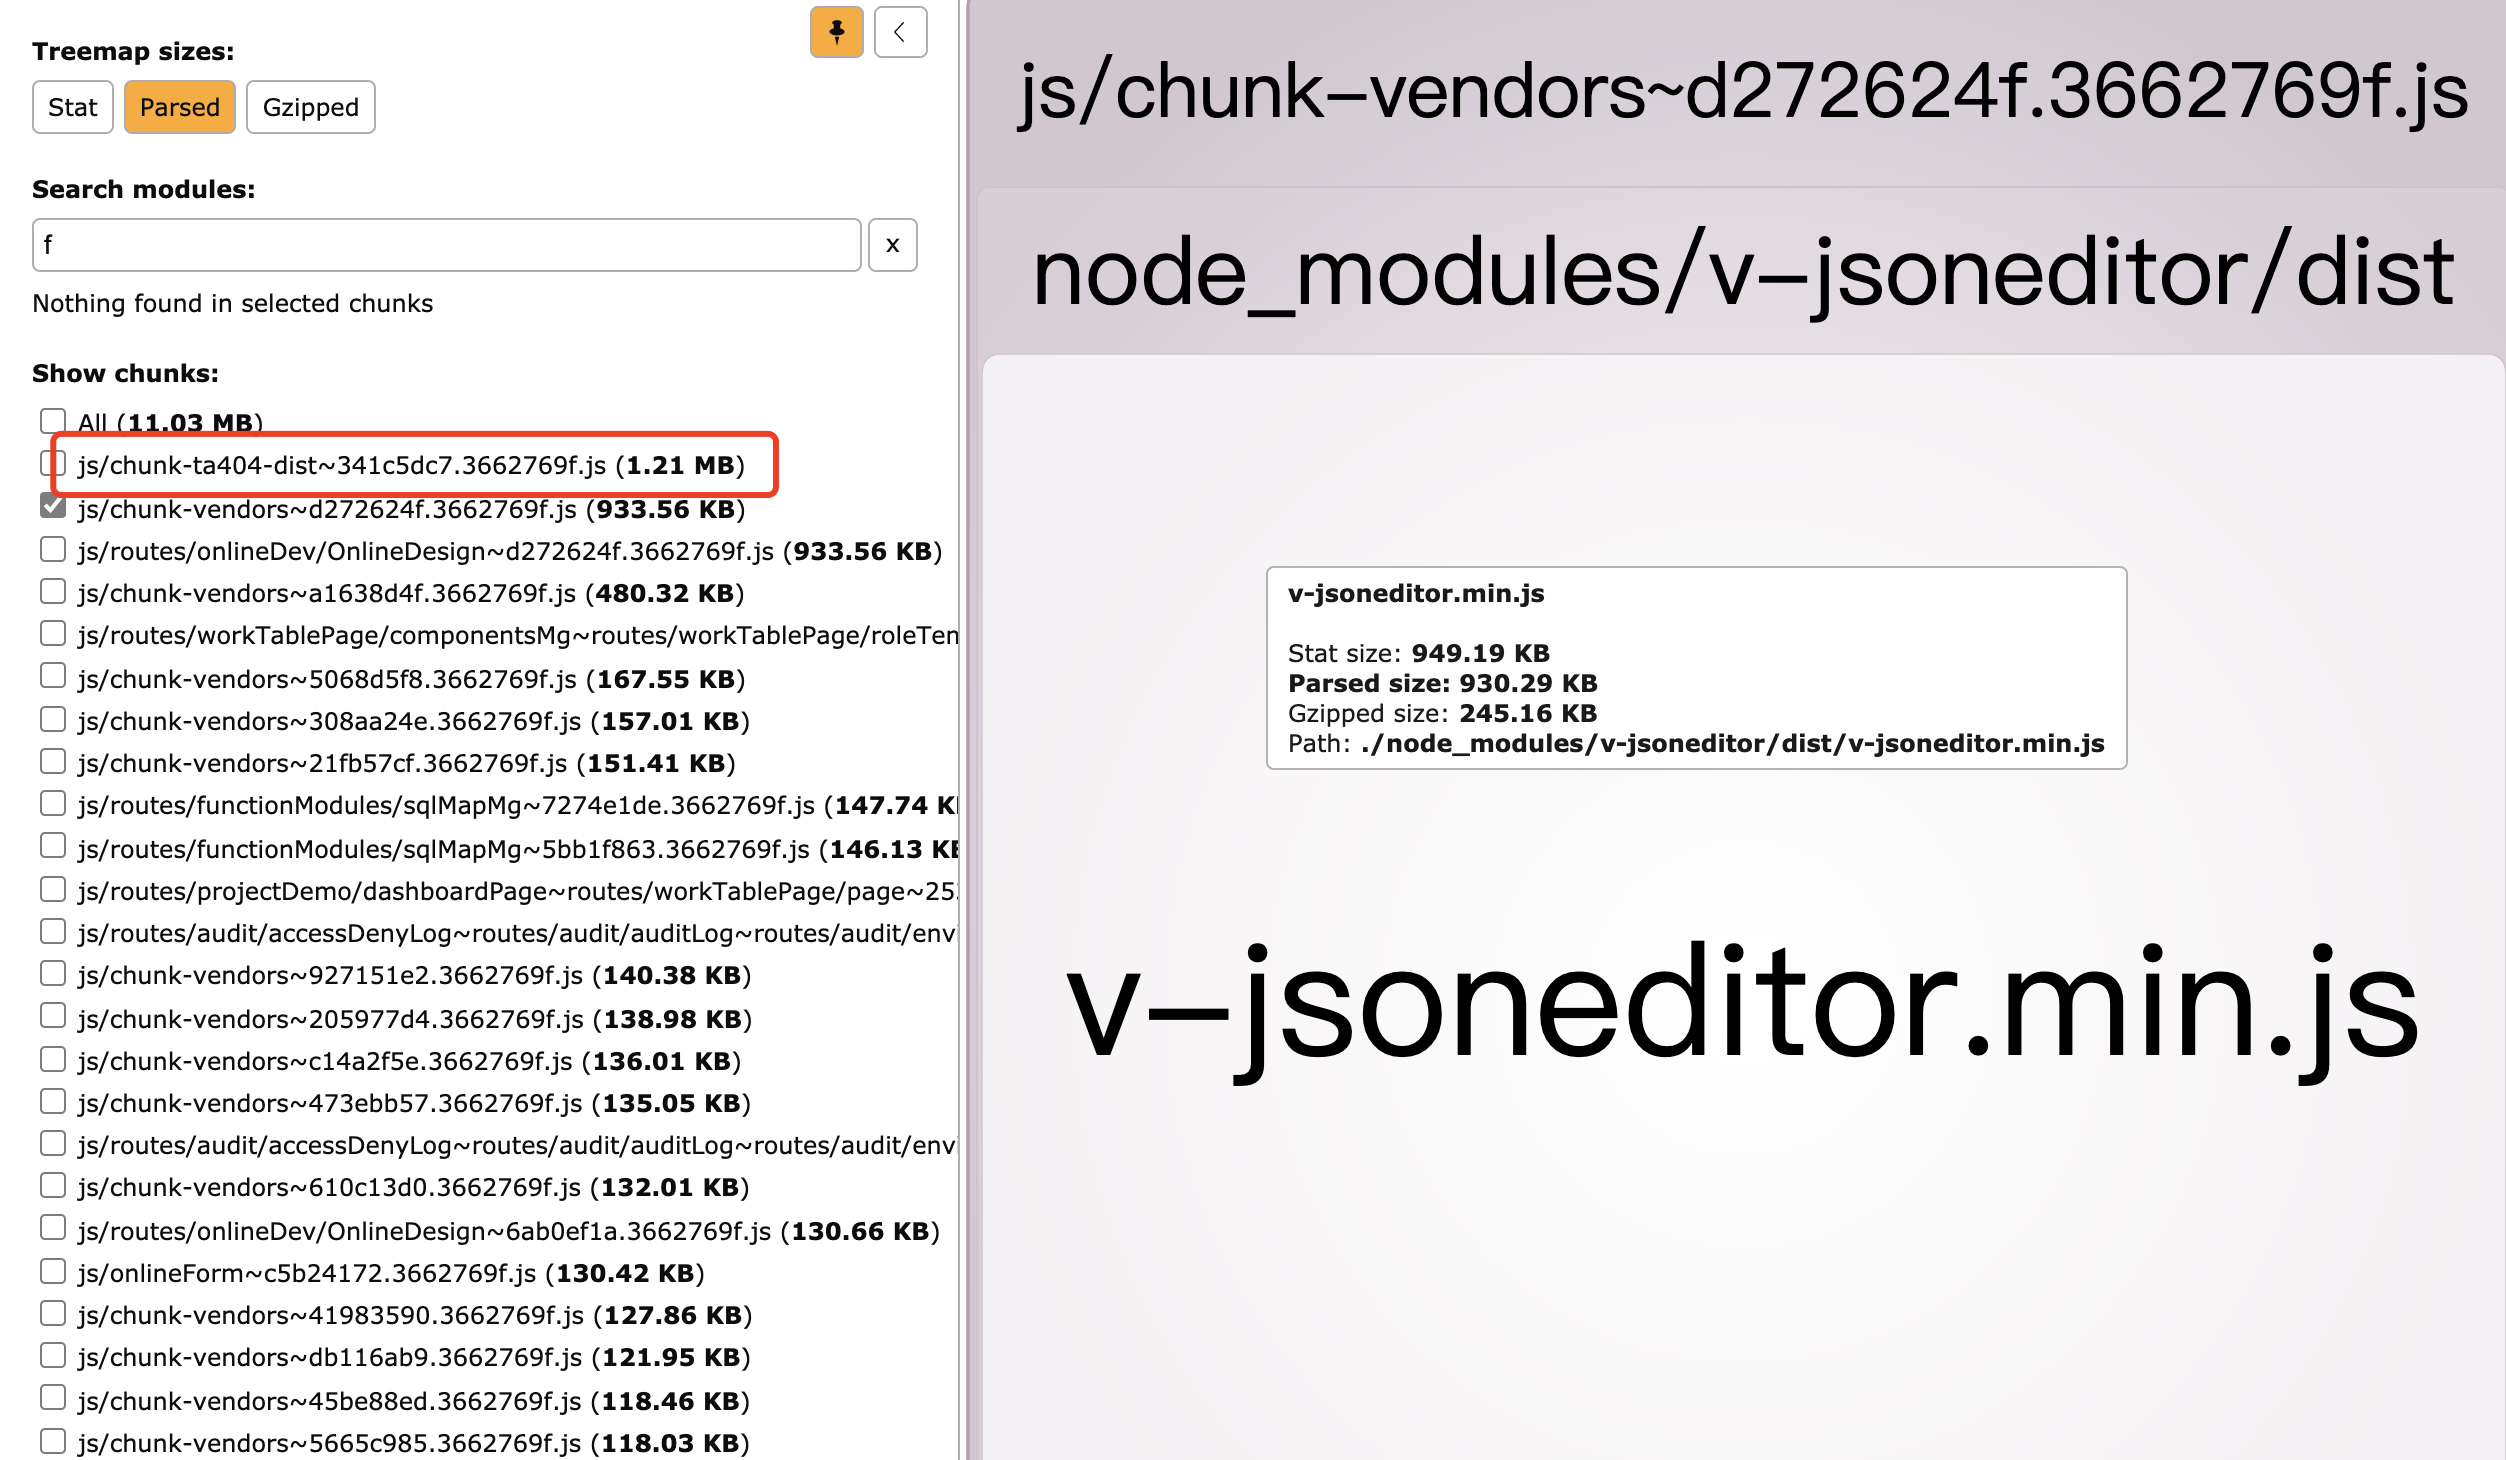 Treemap sizes:
Stat
Parsed
Gzipped
Search modules:
f
x
Nothing found in selected chunks
Show chunks:
All (11.03 MB)
js/chunk-ta404-dist~341c5dc7.3662769f.js (1.21 MB)
js/chunk-vendors~d272624f.3662769f.js (933.56 KB)
js/routes/onlineDev/OnlineDesign~d272624f.3662769f.js (933.56 KB)
js/chunk-vendors~a1638d4f.3662769f.js (480.32 KB)
js/routes/workTablePage/componentsMg~routes/workTablePage/roleTem
js/chunk-vendors~5068d5f8.3662769f.js (167.55 KB)
js/chunk-vendors~308aa24e.3662769f.js (157.01 KB)
js/chunk-vendors~21fb57cf.3662769f.js (151.41 KB)
js/routes/functionModules/sqlMapMg~7274e1de.3662769f.js (147.74 K
js/routes/functionModules/sqlMapMg~5bb1f863.3662769f.js (146.13 KB
js/routes/projectDemo/dashboardPage~routes/workTablePage/page~25
js/routes/audit/accessDenyLog~routes/audit/auditLog~routes/audit/envi
js/chunk-vendors~927151e2.3662769f.js (140.38 KB)
js/chunk-vendors~205977d4.3662769f.js (138.98 KB)
js/chunk-vendors~c14a2f5e.3662769f.js (136.01 KB)
js/chunk-vendors~473ebb57.3662769f.js (135.05 KB)
js/routes/audit/accessDenyLog~routes/audit/auditLog~routes/audit/envi
js/chunk-vendors~610c13d0.3662769f.js (132.01 KB)
js/routes/onlineDev/OnlineDesign~6ab0ef1a.3662769f.js (130.66 KB)
js/onlineForm~c5b24172.3662769f.js (130.42 KB)
js/chunk-vendors~41983590.3662769f.js (127.86 KB)
js/chunk-vendors~db116ab9.3662769f.js (121.95 KB)
js/chunk-vendors~45be88ed.3662769f.js (118.46 KB)
js/chunk-vendors~5665c985.3662769f.js (118.03 KB)
js/chunk-vendors~d272624f.3662769f.js
node_modules/v-jsoneditor/dist
v-jsoneditor.min.js
Stat size: 949.19 KB
Parsed size: 930.29 KB
Gzipped size: 245.16 KB
Path: ./node_modules/v-jsoneditor/dist/v-jsoneditor.min.js
v-jsoneditor.min.js